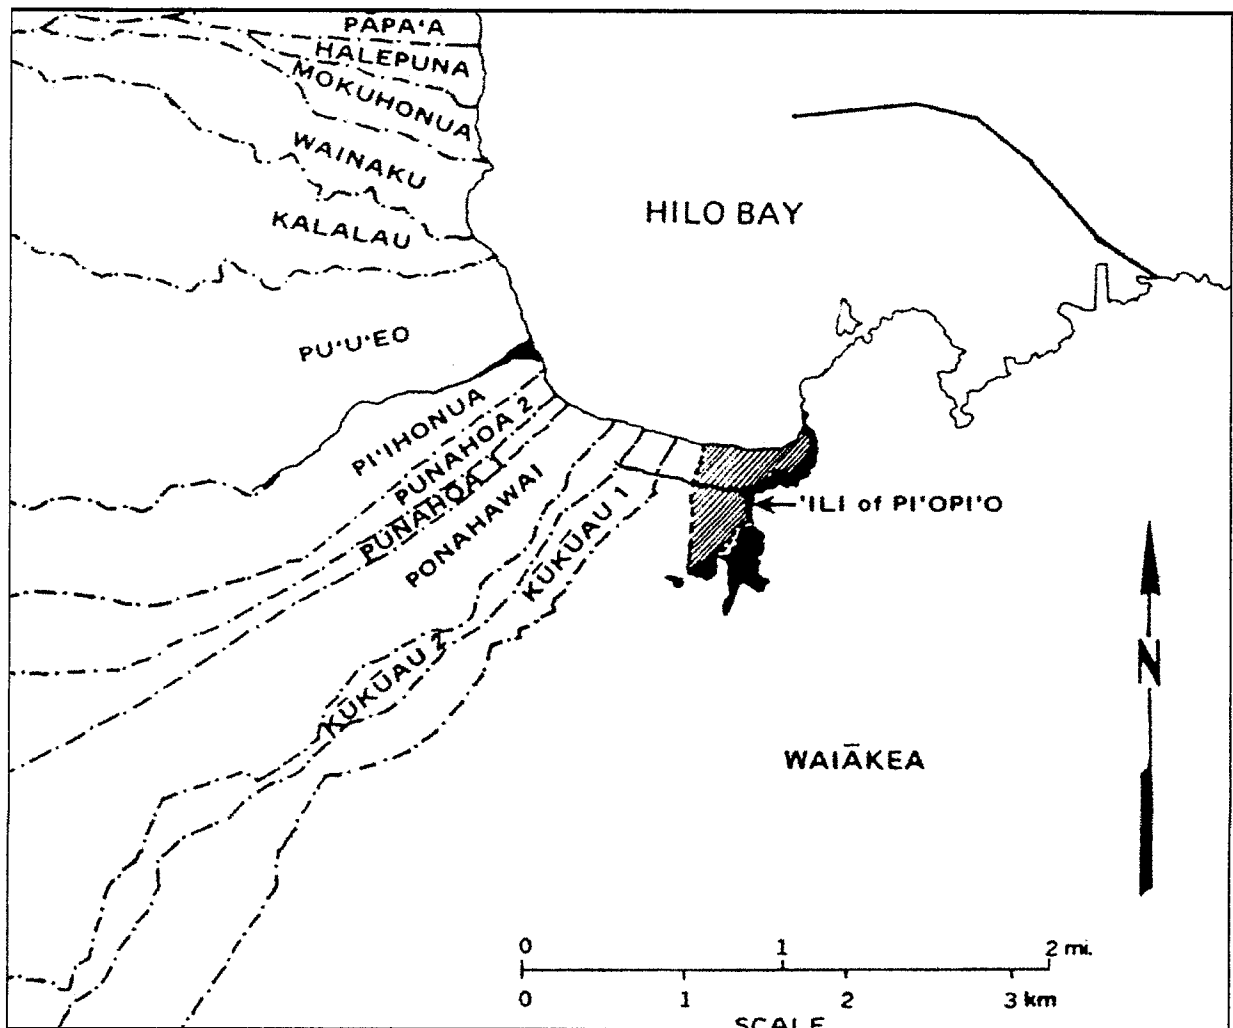 PAPA'A
HALEPUNA
MOKUHONUA
WAINAKU
KALALAU
HILO BAY
PU'U'EO
PI'IHONUA
PUNAHOA 2
PUNAHOA 1
PONAHAWAI
KŪKŪAU 1
'ILI of PI'OPI'O
KŪKŪAU 2
N
WAIĀKEA
0 1 2 mi.
0 1 2 3 km
SCALE